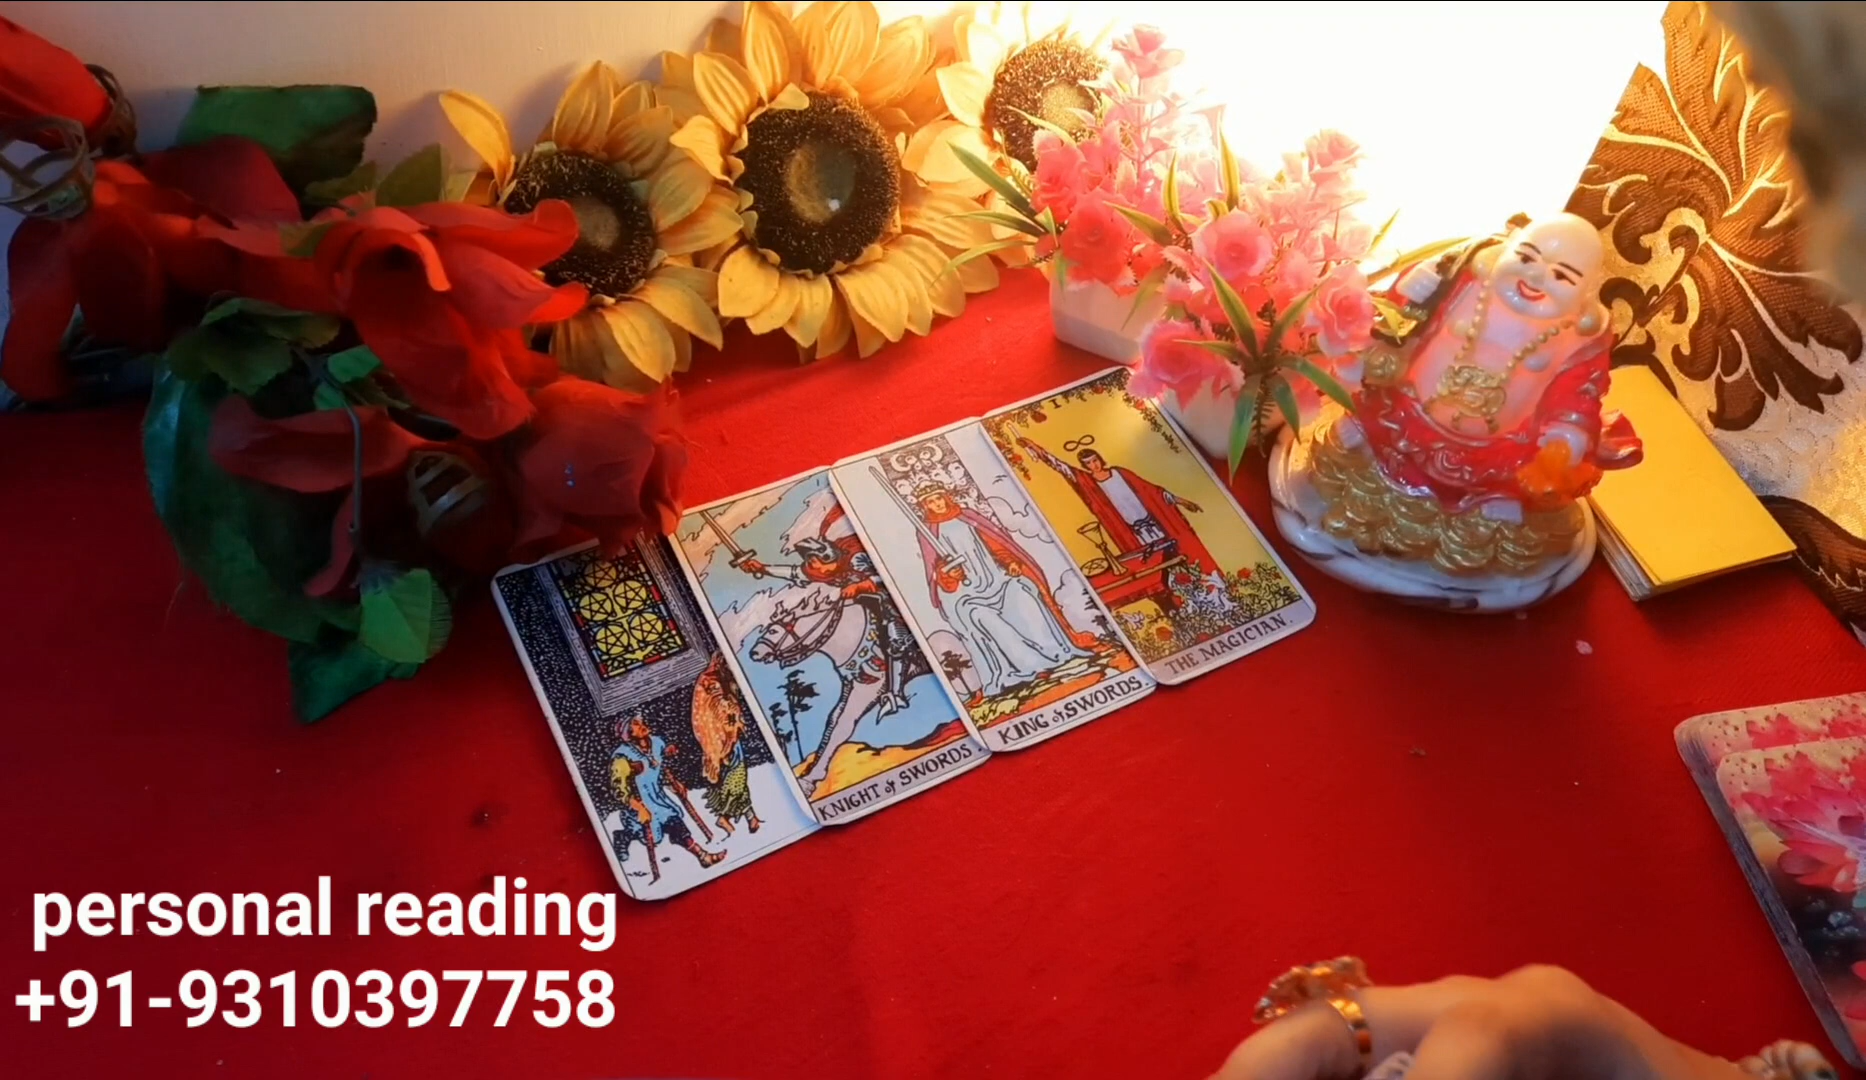 I
THE MAGICIAN.
KING of SWORDS.
KNIGHT of SWORDS.
personal reading
+91-9310397758